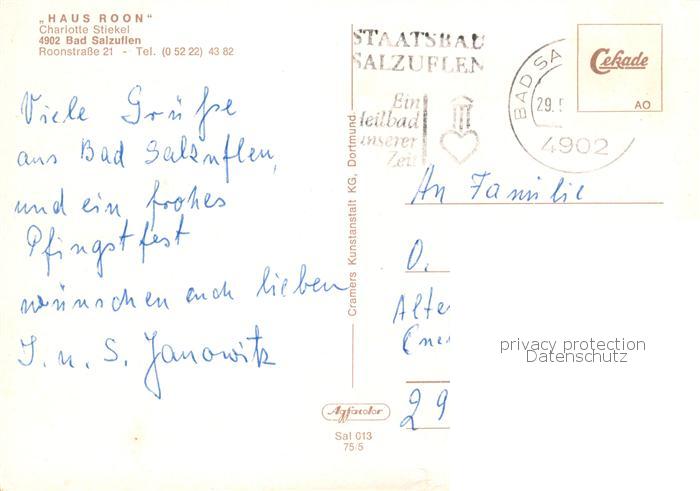 „HAUS ROON"
Charlotte Stiekel
4902 Bad Salzuflen
Roonstraße 21 - Tel. (0 52 22) 43 82
Viele Grüße
aus Bad Salzuflen,
und ein frohes
Pfingstfest
wünschen euch lieben
J. u. S. Janowitz
Cramers Kunstanstalt KG, Dortmund
Agfacolor
Sal 013
75/5
STAATSBAD
SALZUFLEN
Ein
Heilbad
unserer
Zeit
BAD SA
29.
4902
Cekade
AO
An Familie
O.
Alte
29
privacy protection
Datenschutz